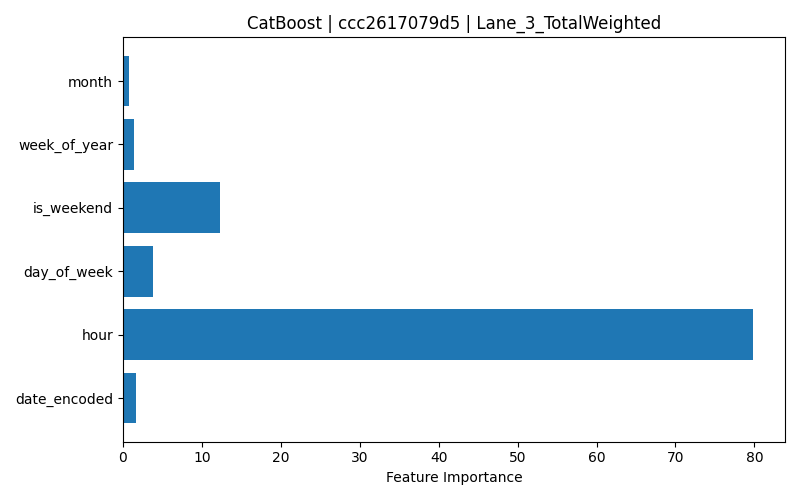 CatBoost | ccc2617079d5 | Lane_3_TotalWeighted
month
week_of_year
is_weekend
day_of_week
hour
date_encoded
0 10 20 30 40 50 60 70 80
Feature Importance